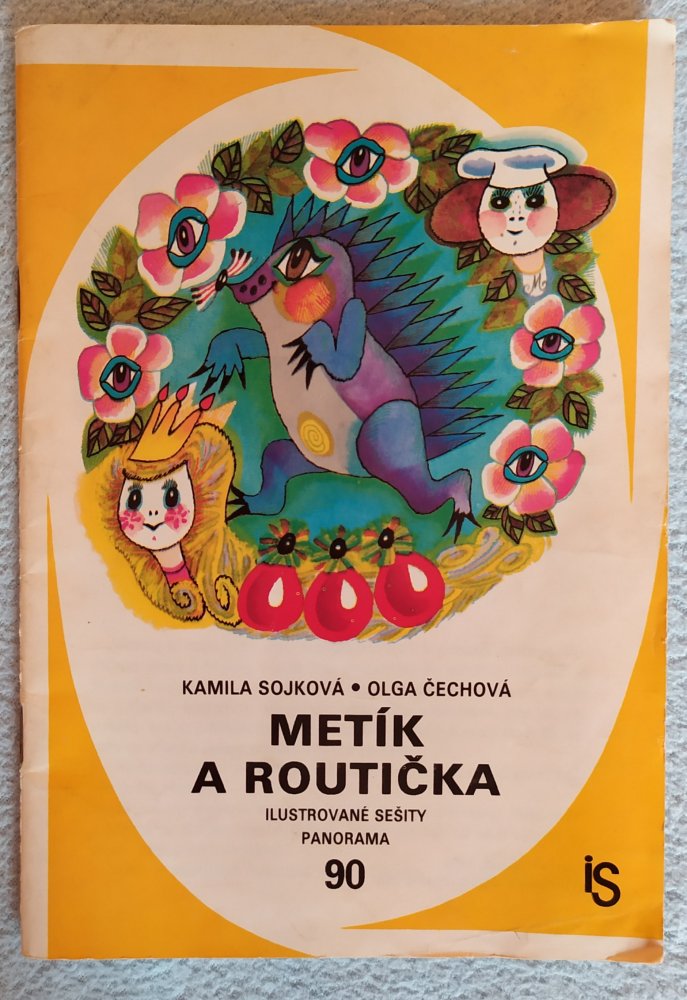 M
KAMILA SOJKOVÁ • OLGA ČECHOVÁ
METÍK
A ROUTIČKA
ILUSTROVANÉ SEŠITY
PANORAMA
90
iS